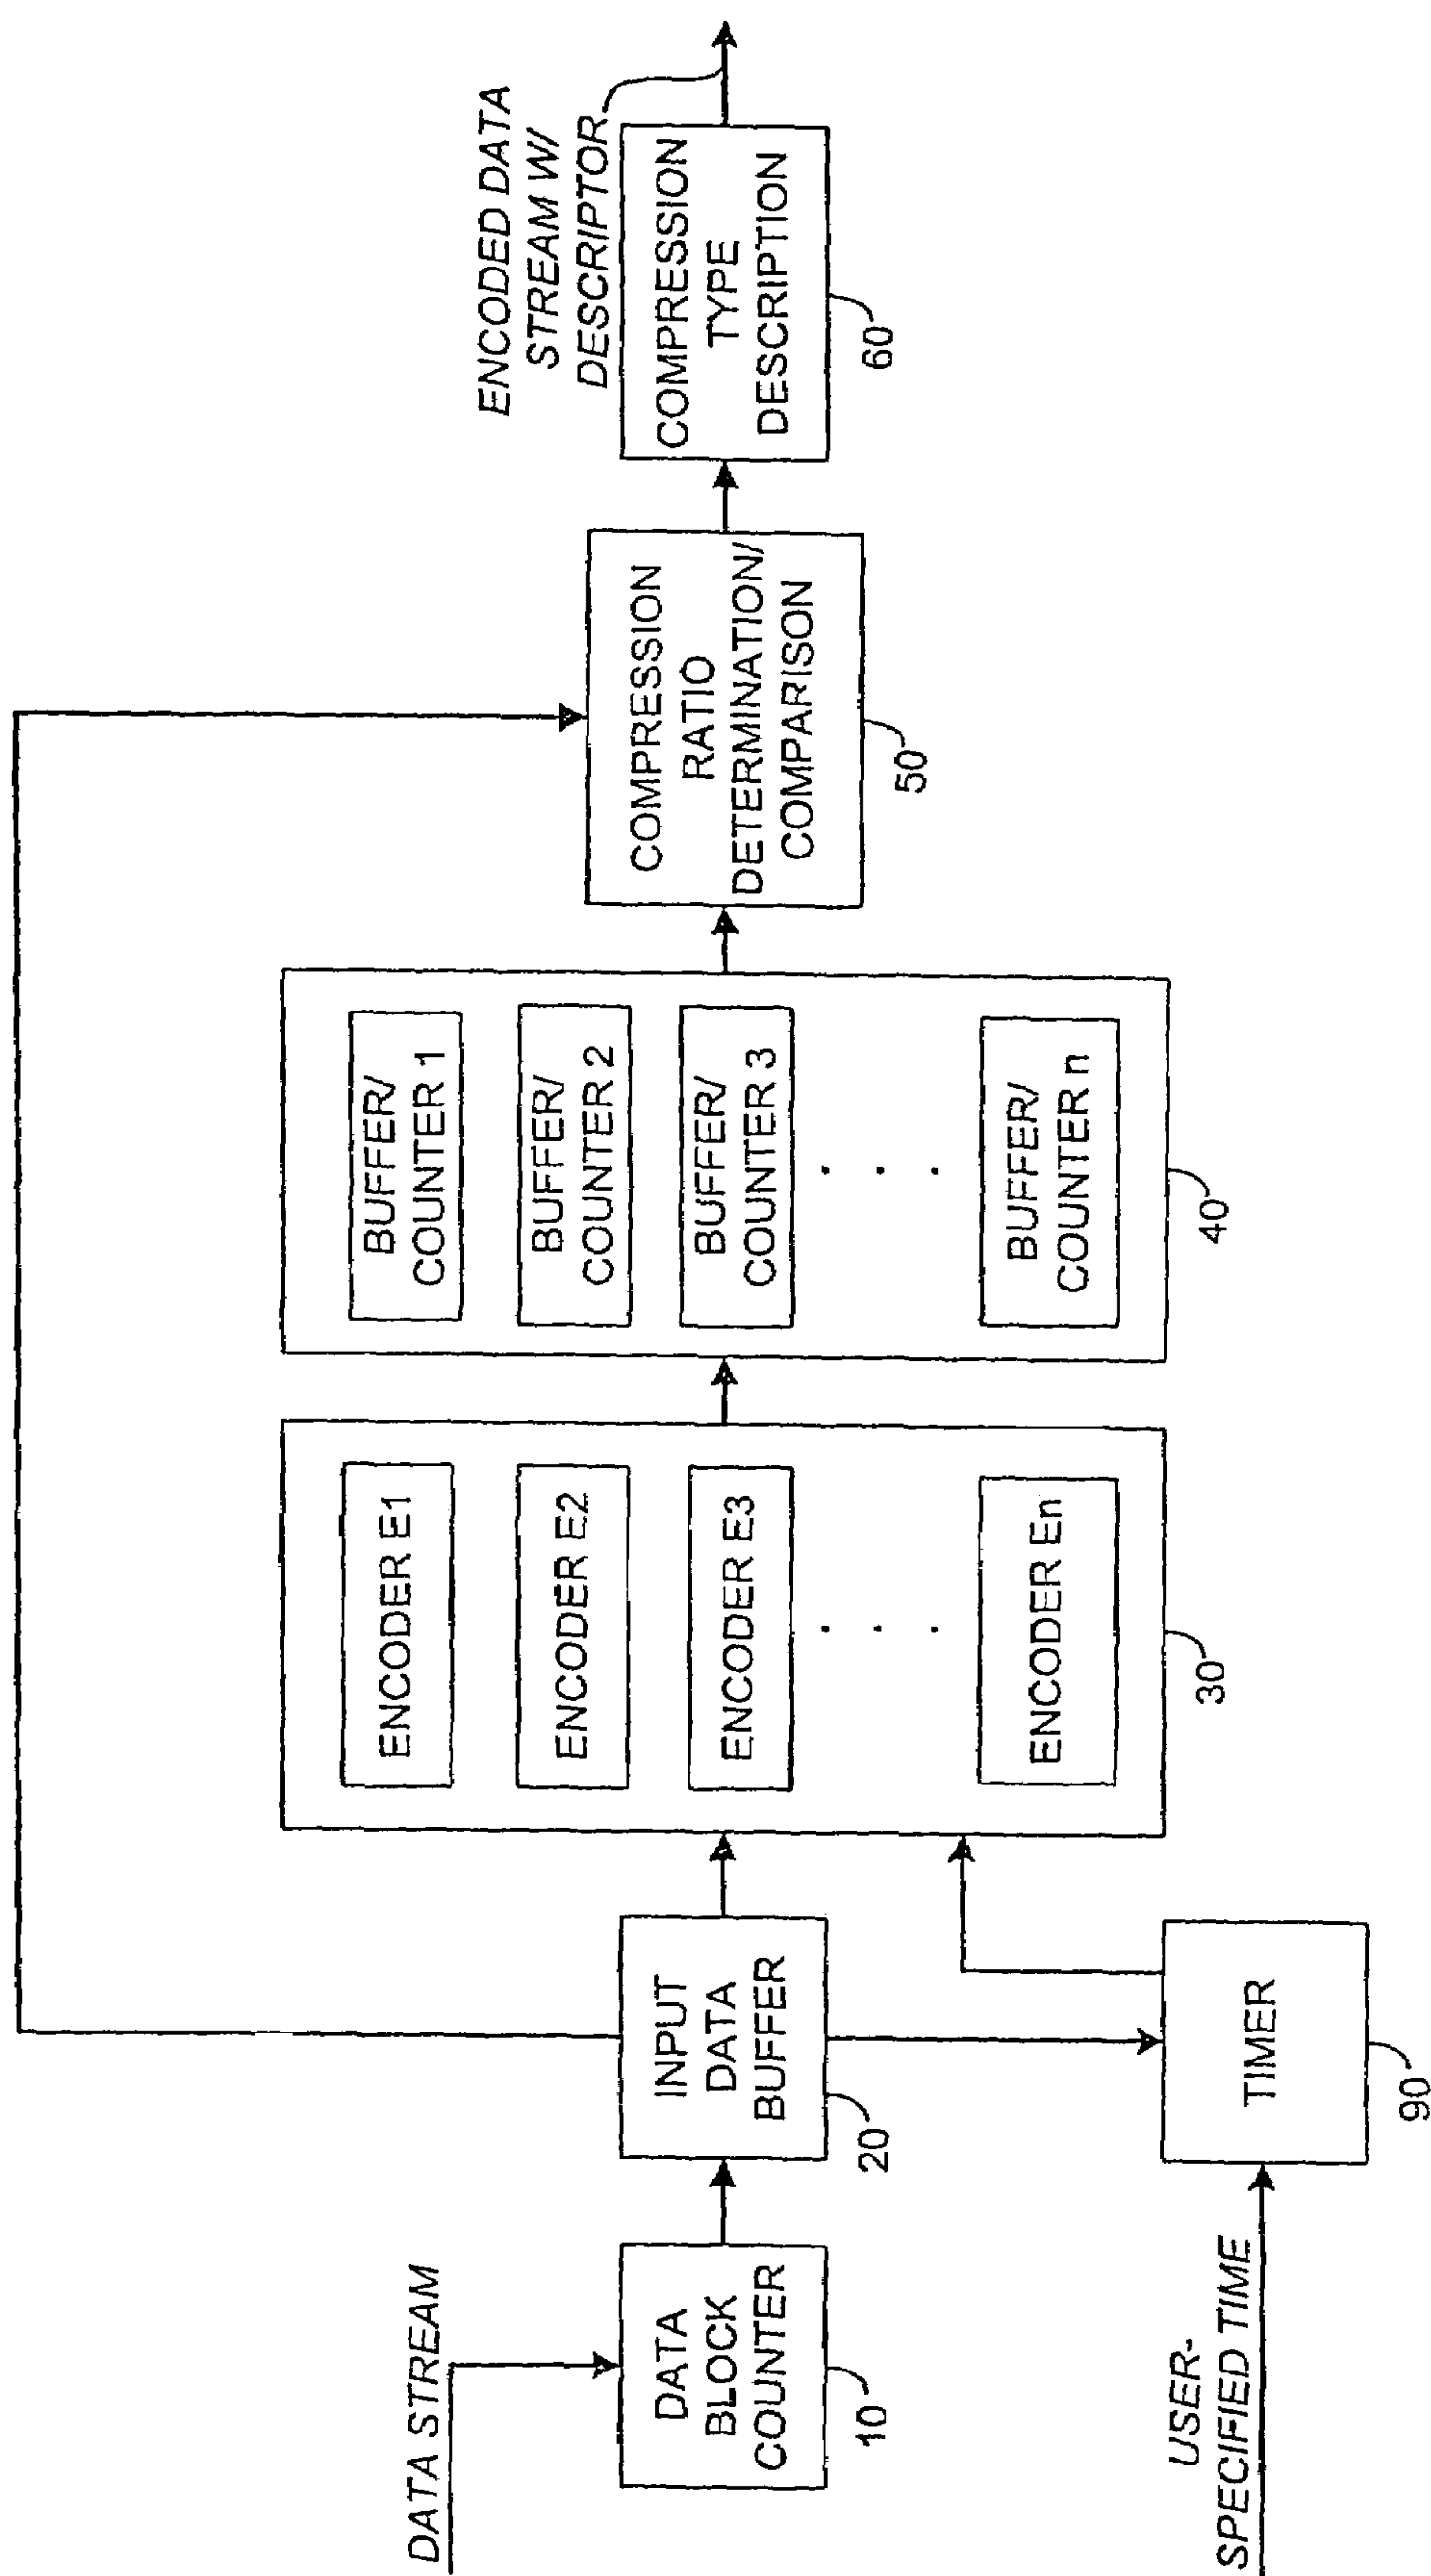 DATA STREAM
DATA
BLOCK
COUNTER
10
INPUT
DATA
BUFFER
20
USER-
SPECIFIED TIME
TIMER
90
ENCODER E1
ENCODER E2
ENCODER E3
. . .
ENCODER En
30
BUFFER/
COUNTER 1
BUFFER/
COUNTER 2
BUFFER/
COUNTER 3
. . .
BUFFER/
COUNTER n
40
COMPRESSION
RATIO
DETERMINATION/
COMPARISON
50
COMPRESSION
TYPE
DESCRIPTION
60
ENCODED DATA
STREAM W/
DESCRIPTOR